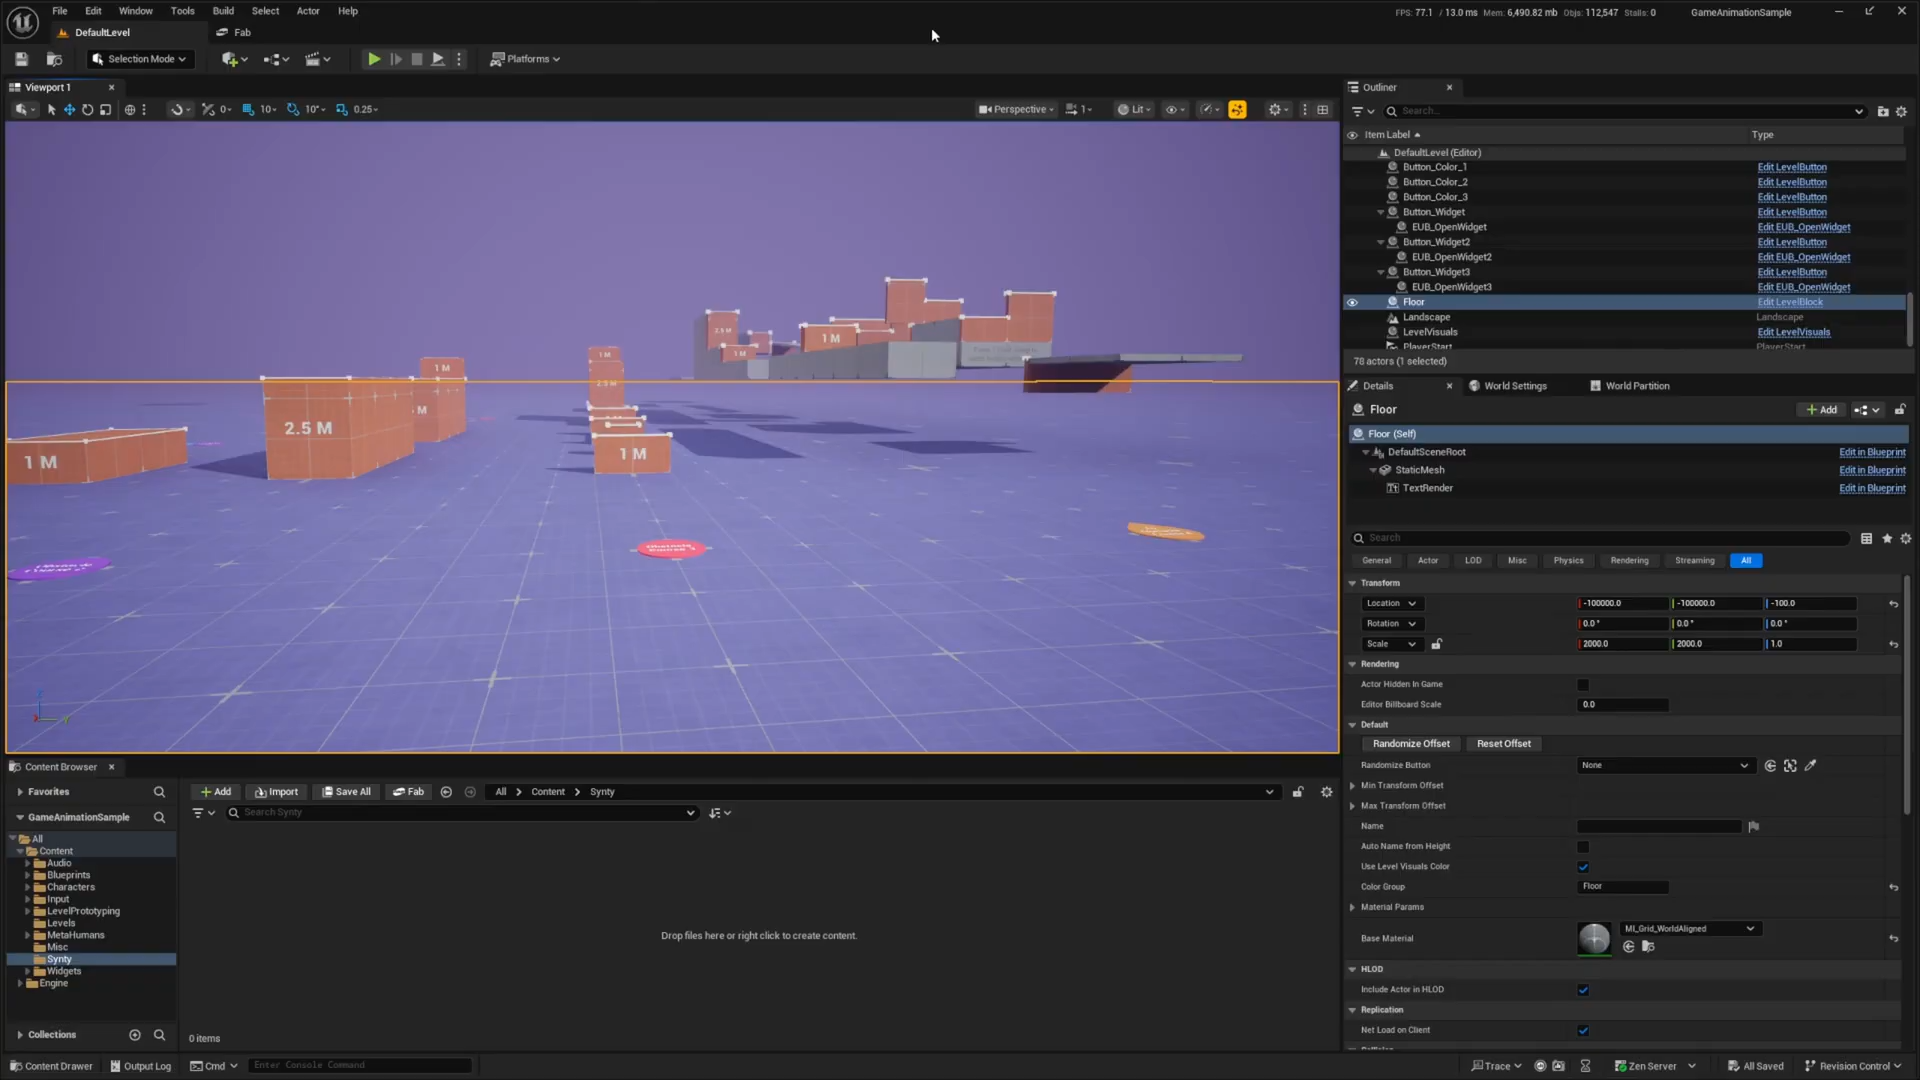 File Edit Window Tools Build Select Actor Help
FPS: 77.1 / 13.0 ms Mem: 6,490.82 mb Objs: 112,547 Stalls: 0 GameAnimationSample
DefaultLevel Fab
Selection Mode Platforms
Viewport 1
0 10 10° 0.25
Perspective 1 Lit
2.5 M
1 M
1 M
1 M
1 M
2.5 M
M
2.5 M
1 M
1 M
Outliner
Search...
Item Label Type
DefaultLevel (Editor)
Button_Color_1 Edit LevelButton
Button_Color_2 Edit LevelButton
Button_Color_3 Edit LevelButton
Button_Widget Edit LevelButton
EUB_OpenWidget Edit EUB_OpenWidget
Button_Widget2 Edit LevelButton
EUB_OpenWidget2 Edit EUB_OpenWidget
Button_Widget3 Edit LevelButton
EUB_OpenWidget3 Edit EUB_OpenWidget
Floor Edit LevelBlock
Landscape Landscape
LevelVisuals Edit LevelVisuals
PlayerStart PlayerStart
78 actors (1 selected)
Details World Settings World Partition
Floor Add
Floor (Self)
DefaultSceneRoot Edit in Blueprint
StaticMesh Edit in Blueprint
TextRender Edit in Blueprint
Search
General Actor LOD Misc Physics Rendering Streaming All
Transform
Location -100000.0 -100000.0 -100.0
Rotation 0.0 ° 0.0 ° 0.0 °
Scale 2000.0 2000.0 1.0
Rendering
Actor Hidden In Game
Editor Billboard Scale 0.0
Default
Randomize Offset Reset Offset
Randomize Button None
Min Transform Offset
Max Transform Offset
Name
Auto Name from Height
Use Level Visuals Color
Color Group Floor
Material Params
Base Material MI_Grid_WorldAligned
HLOD
Include Actor in HLOD
Replication
Net Load on Client
Content Browser
Favorites
GameAnimationSample
All
Content
Audio
Blueprints
Characters
Input
LevelPrototyping
Levels
MetaHumans
Misc
Synty
Widgets
Engine
Collections
Add Import Save All Fab All Content Synty
Search Synty
Drop files here or right click to create content.
0 items
Content Drawer Output Log Cmd Enter Console Command
Trace Zen Server All Saved Revision Control